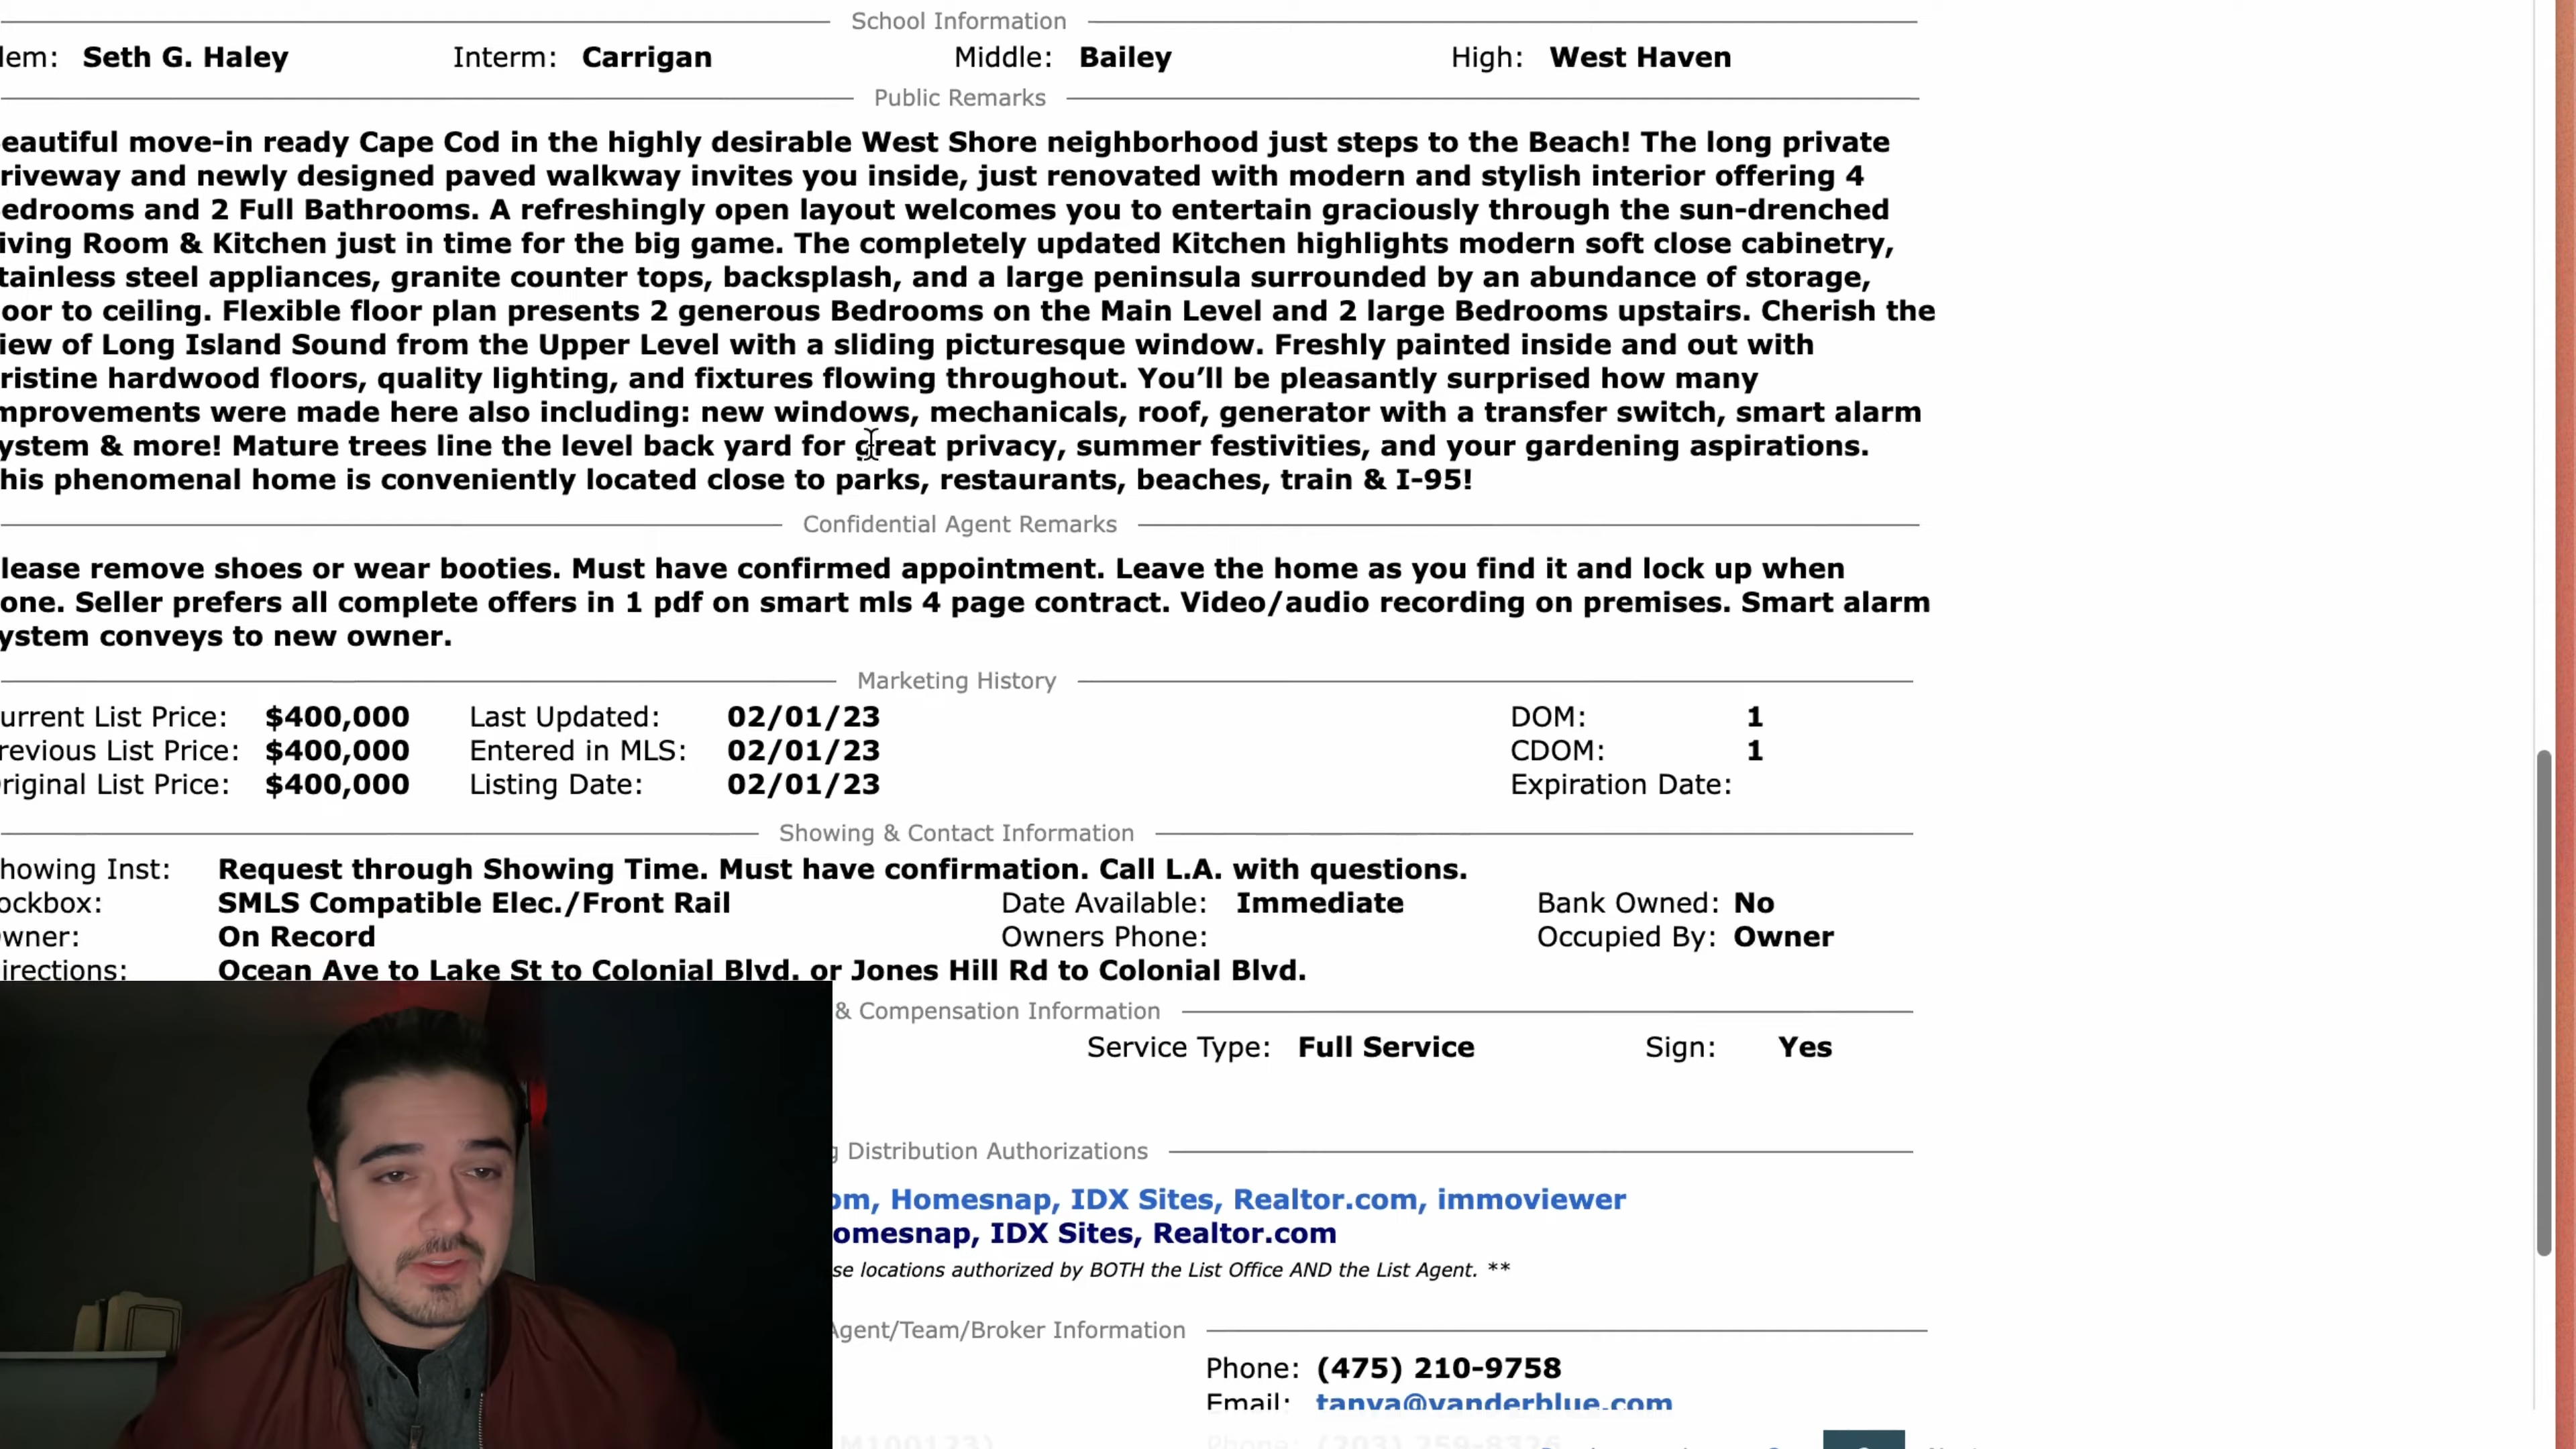 School Information
lem: Seth G. Haley Interm: Carrigan Middle: Bailey High: West Haven
Public Remarks
eautiful move-in ready Cape Cod in the highly desirable West Shore neighborhood just steps to the Beach! The long private
riveway and newly designed paved walkway invites you inside, just renovated with modern and stylish interior offering 4
edrooms and 2 Full Bathrooms. A refreshingly open layout welcomes you to entertain graciously through the sun-drenched
iving Room & Kitchen just in time for the big game. The completely updated Kitchen highlights modern soft close cabinetry,
tainless steel appliances, granite counter tops, backsplash, and a large peninsula surrounded by an abundance of storage,
oor to ceiling. Flexible floor plan presents 2 generous Bedrooms on the Main Level and 2 large Bedrooms upstairs. Cherish the
iew of Long Island Sound from the Upper Level with a sliding picturesque window. Freshly painted inside and out with
ristine hardwood floors, quality lighting, and fixtures flowing throughout. You'll be pleasantly surprised how many
mprovements were made here also including: new windows, mechanicals, roof, generator with a transfer switch, smart alarm
ystem & more! Mature trees line the level back yard for great privacy, summer festivities, and your gardening aspirations.
his phenomenal home is conveniently located close to parks, restaurants, beaches, train & I-95!
Confidential Agent Remarks
lease remove shoes or wear booties. Must have confirmed appointment. Leave the home as you find it and lock up when
one. Seller prefers all complete offers in 1 pdf on smart mls 4 page contract. Video/audio recording on premises. Smart alarm
ystem conveys to new owner.
Marketing History
urrent List Price: $400,000 Last Updated: 02/01/23 DOM: 1
revious List Price: $400,000 Entered in MLS: 02/01/23 CDOM: 1
riginal List Price: $400,000 Listing Date: 02/01/23 Expiration Date:
Showing & Contact Information
howing Inst: Request through Showing Time. Must have confirmation. Call L.A. with questions.
ockbox: SMLS Compatible Elec./Front Rail Date Available: Immediate Bank Owned: No
wner: On Record Owners Phone: Occupied By: Owner
irections: Ocean Ave to Lake St to Colonial Blvd. or Jones Hill Rd to Colonial Blvd.
& Compensation Information
Service Type: Full Service Sign: Yes
g Distribution Authorizations
om, Homesnap, IDX Sites, Realtor.com, immoviewer
omesnap, IDX Sites, Realtor.com
se locations authorized by BOTH the List Office AND the List Agent. **
Agent/Team/Broker Information
Phone: (475) 210-9758
Email: tanya@vanderblue.com